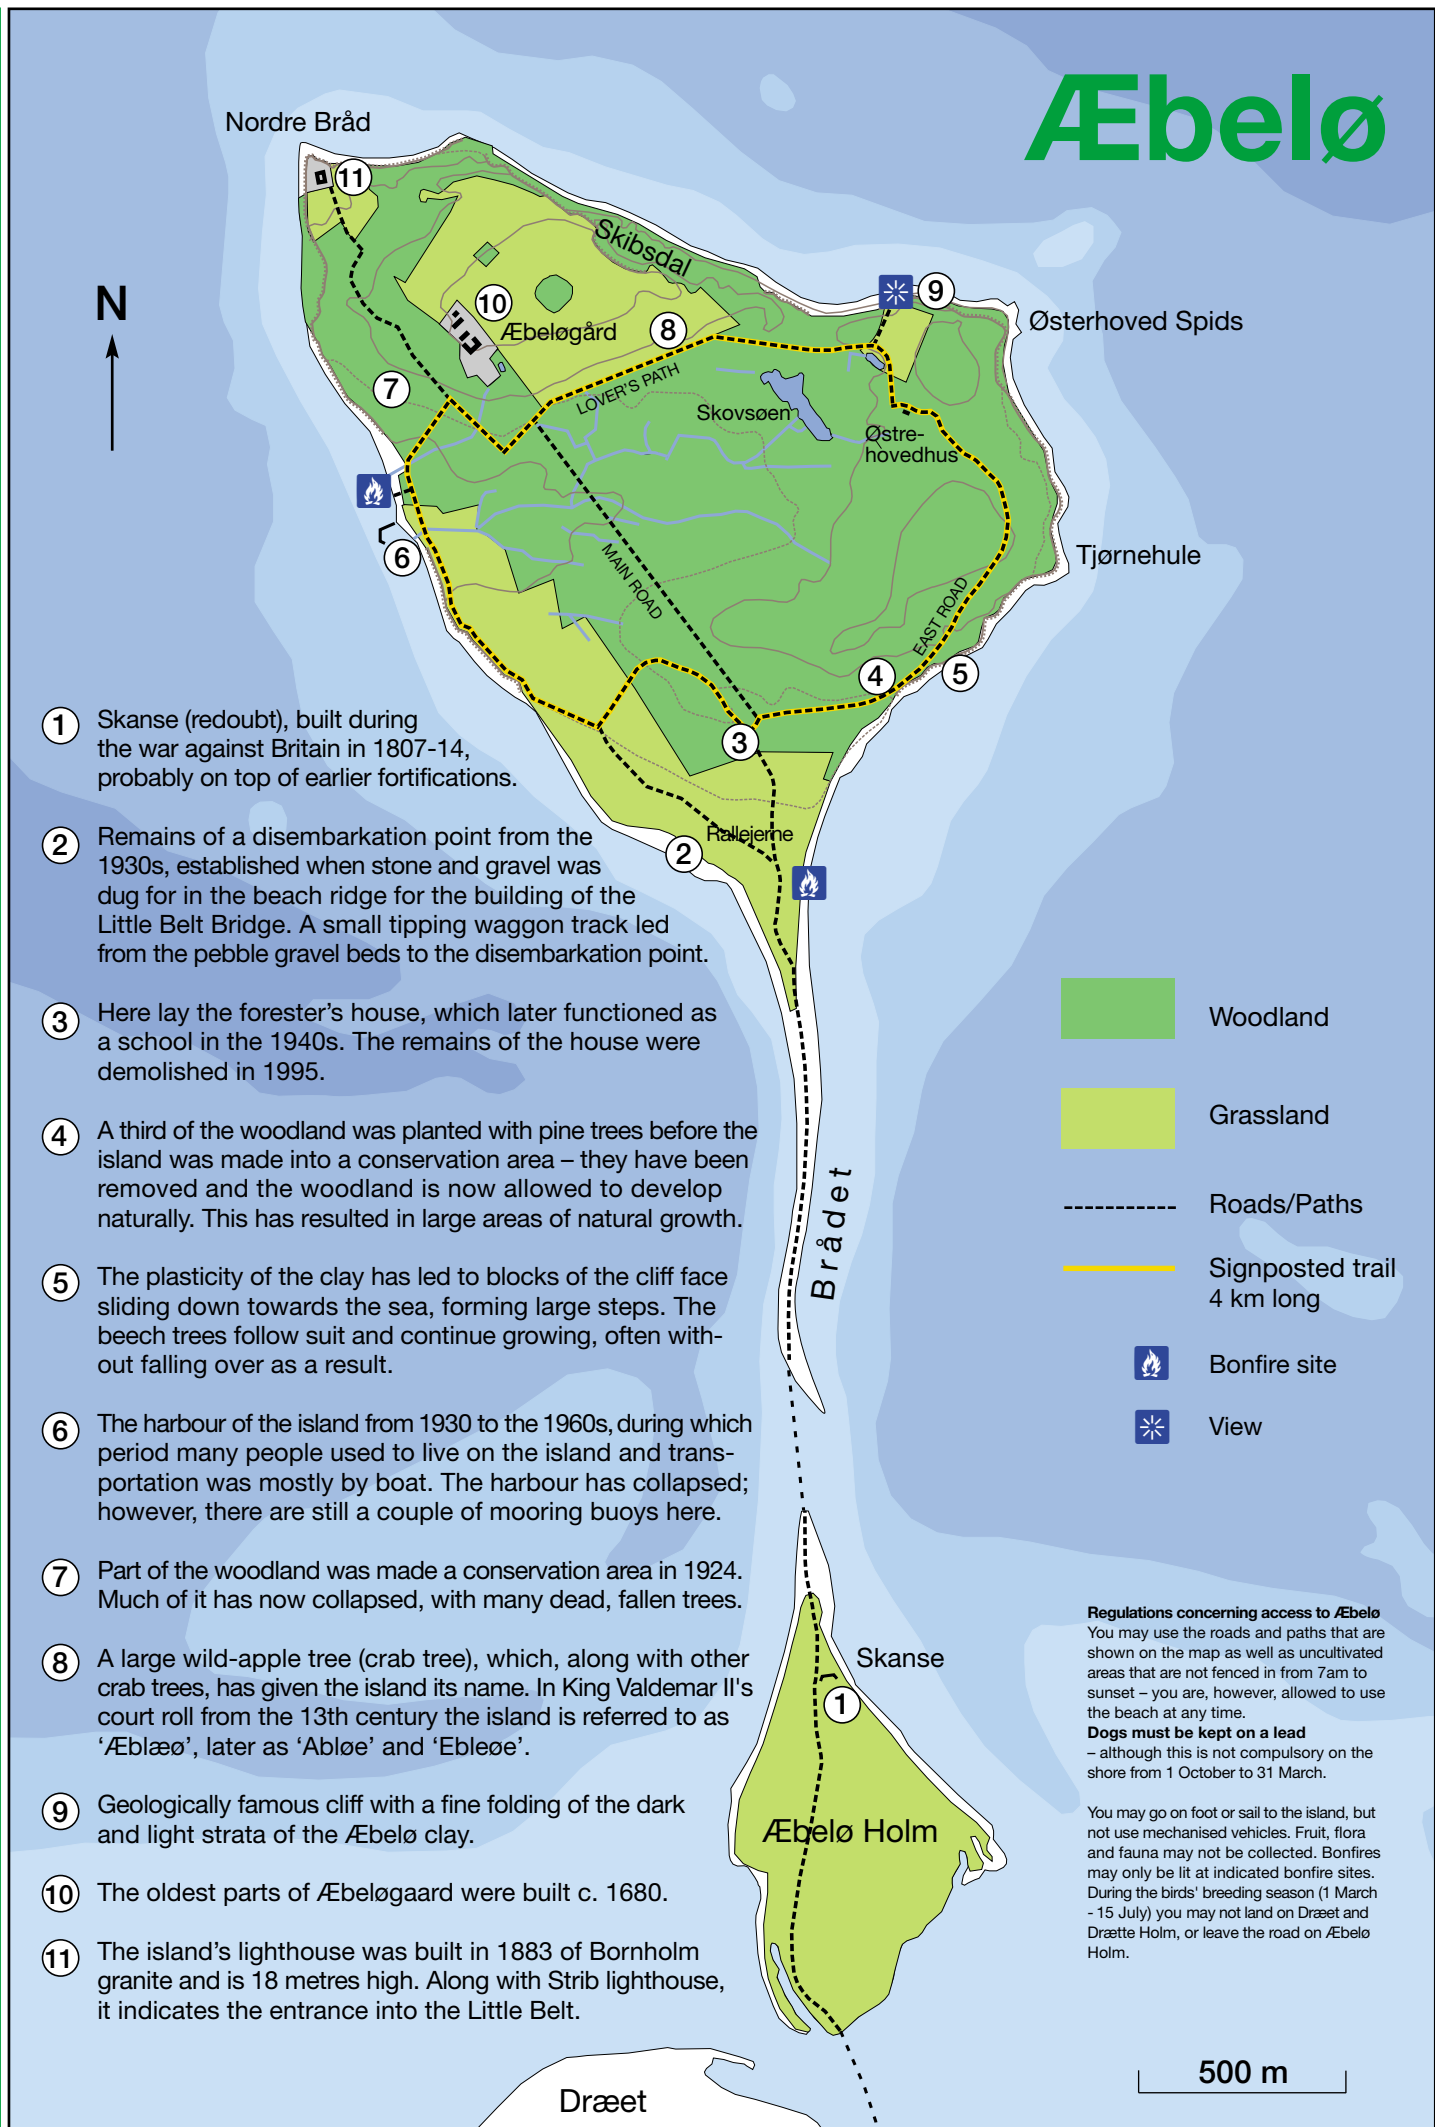 Æbelø
Nordre Bråd
11
Skibsdal
N
10
Æbeløgård
8
9
Østerhoved Spids
7
LOVER'S PATH
Skovsøen
Østre-
hovedhus
6
MAIN ROAD
Tjørnehule
EAST ROAD
4
5
3
Rallejerne
2
1 Skanse (redoubt), built during
the war against Britain in 1807-14,
probably on top of earlier fortifications.
2 Remains of a disembarkation point from the
1930s, established when stone and gravel was
dug for in the beach ridge for the building of the
Little Belt Bridge. A small tipping waggon track led
from the pebble gravel beds to the disembarkation point.
3 Here lay the forester’s house, which later functioned as
a school in the 1940s. The remains of the house were
demolished in 1995.
4 A third of the woodland was planted with pine trees before the
island was made into a conservation area – they have been
removed and the woodland is now allowed to develop
naturally. This has resulted in large areas of natural growth.
5 The plasticity of the clay has led to blocks of the cliff face
sliding down towards the sea, forming large steps. The
beech trees follow suit and continue growing, often with-
out falling over as a result.
6 The harbour of the island from 1930 to the 1960s, during which
period many people used to live on the island and trans-
portation was mostly by boat. The harbour has collapsed;
however, there are still a couple of mooring buoys here.
7 Part of the woodland was made a conservation area in 1924.
Much of it has now collapsed, with many dead, fallen trees.
8 A large wild-apple tree (crab tree), which, along with other
crab trees, has given the island its name. In King Valdemar II's
court roll from the 13th century the island is referred to as
‘Æblæø’, later as ‘Abløe’ and ‘Ebleøe’.
9 Geologically famous cliff with a fine folding of the dark
and light strata of the Æbelø clay.
10 The oldest parts of Æbeløgaard were built c. 1680.
11 The island’s lighthouse was built in 1883 of Bornholm
granite and is 18 metres high. Along with Strib lighthouse,
it indicates the entrance into the Little Belt.
Brådet
Woodland
Grassland
Roads/Paths
Signposted trail
4 km long
Bonfire site
View
Skanse
1
Æbelø Holm
Dræet
Regulations concerning access to Æbelø
You may use the roads and paths that are
shown on the map as well as uncultivated
areas that are not fenced in from 7am to
sunset – you are, however, allowed to use
the beach at any time.
Dogs must be kept on a lead
– although this is not compulsory on the
shore from 1 October to 31 March.
You may go on foot or sail to the island, but
not use mechanised vehicles. Fruit, flora
and fauna may not be collected. Bonfires
may only be lit at indicated bonfire sites.
During the birds' breeding season (1 March
- 15 July) you may not land on Dræet and
Drætte Holm, or leave the road on Æbelø
Holm.
500 m